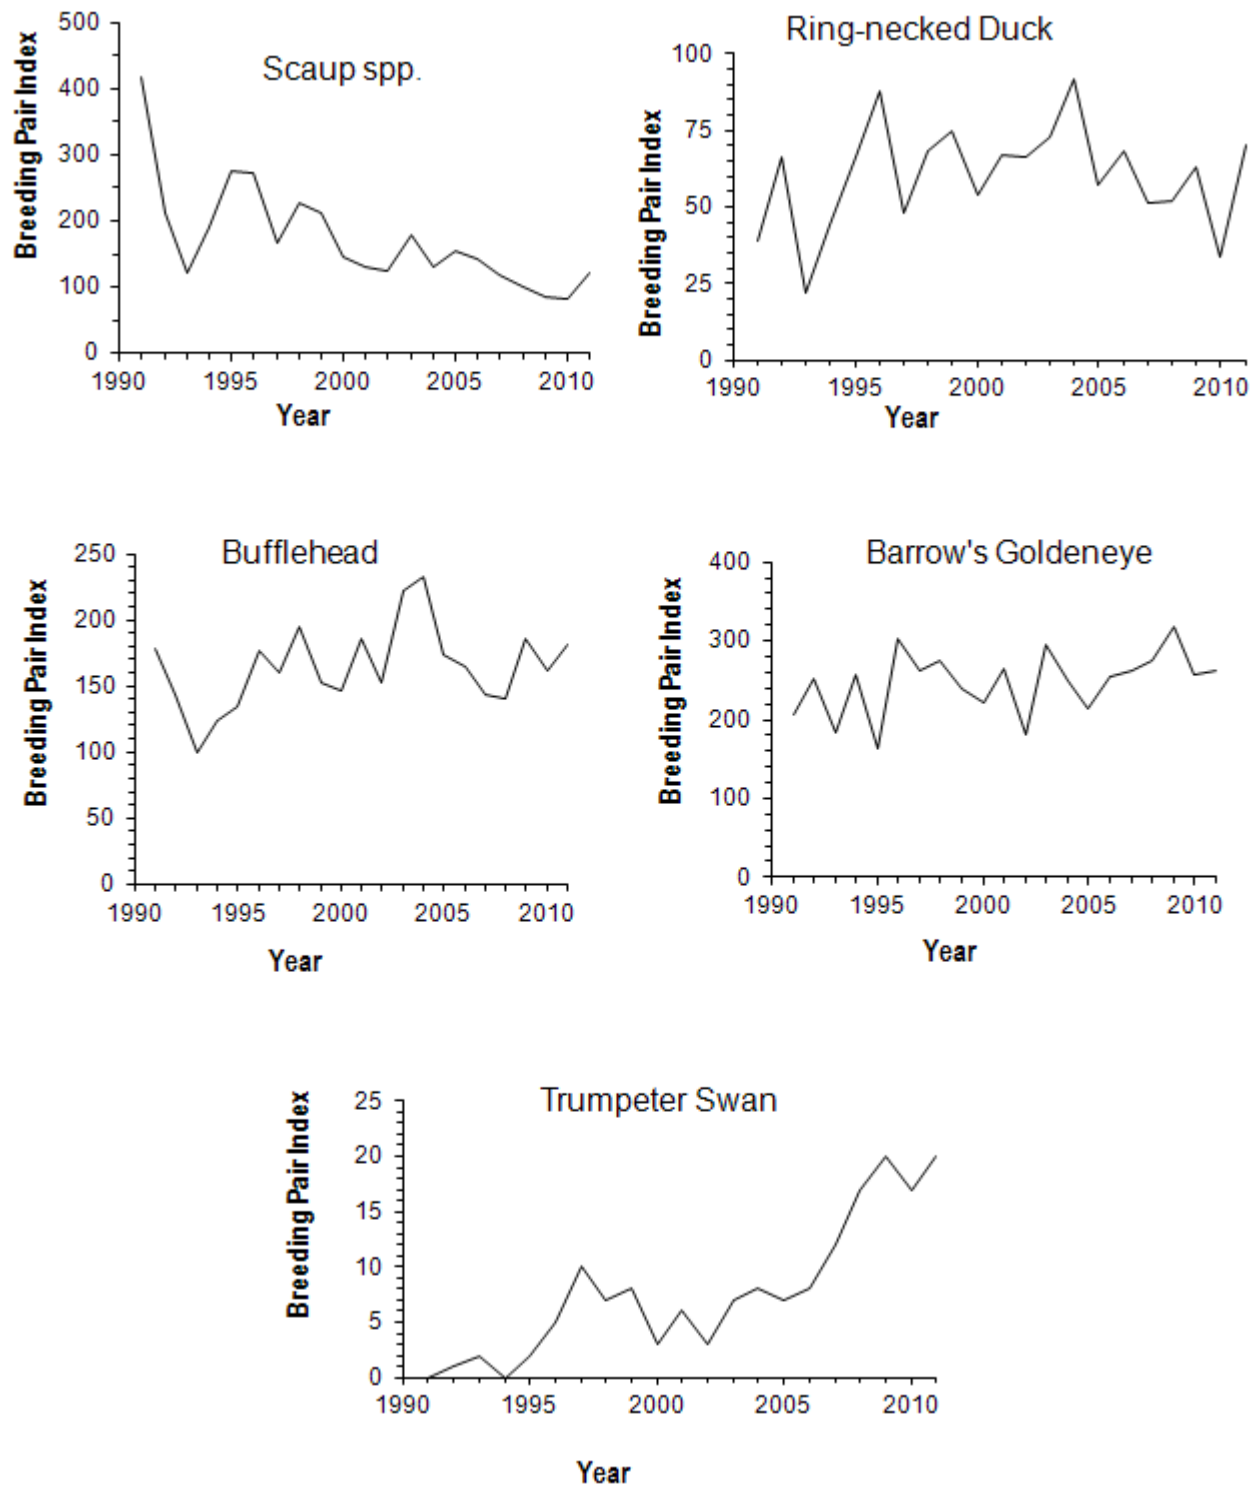 Scaup spp.
Breeding Pair Index
500
400
300
200
100
0
1990 1995 2000 2005 2010
Year
Ring-necked Duck
Breeding Pair Index
100
75
50
25
0
1990 1995 2000 2005 2010
Year
Bufflehead
Breeding Pair Index
250
200
150
100
50
0
1990 1995 2000 2005 2010
Year
Barrow's Goldeneye
Breeding Pair Index
400
300
200
100
0
1990 1995 2000 2005 2010
Year
Trumpeter Swan
Breeding Pair Index
25
20
15
10
5
0
1990 1995 2000 2005 2010
Year